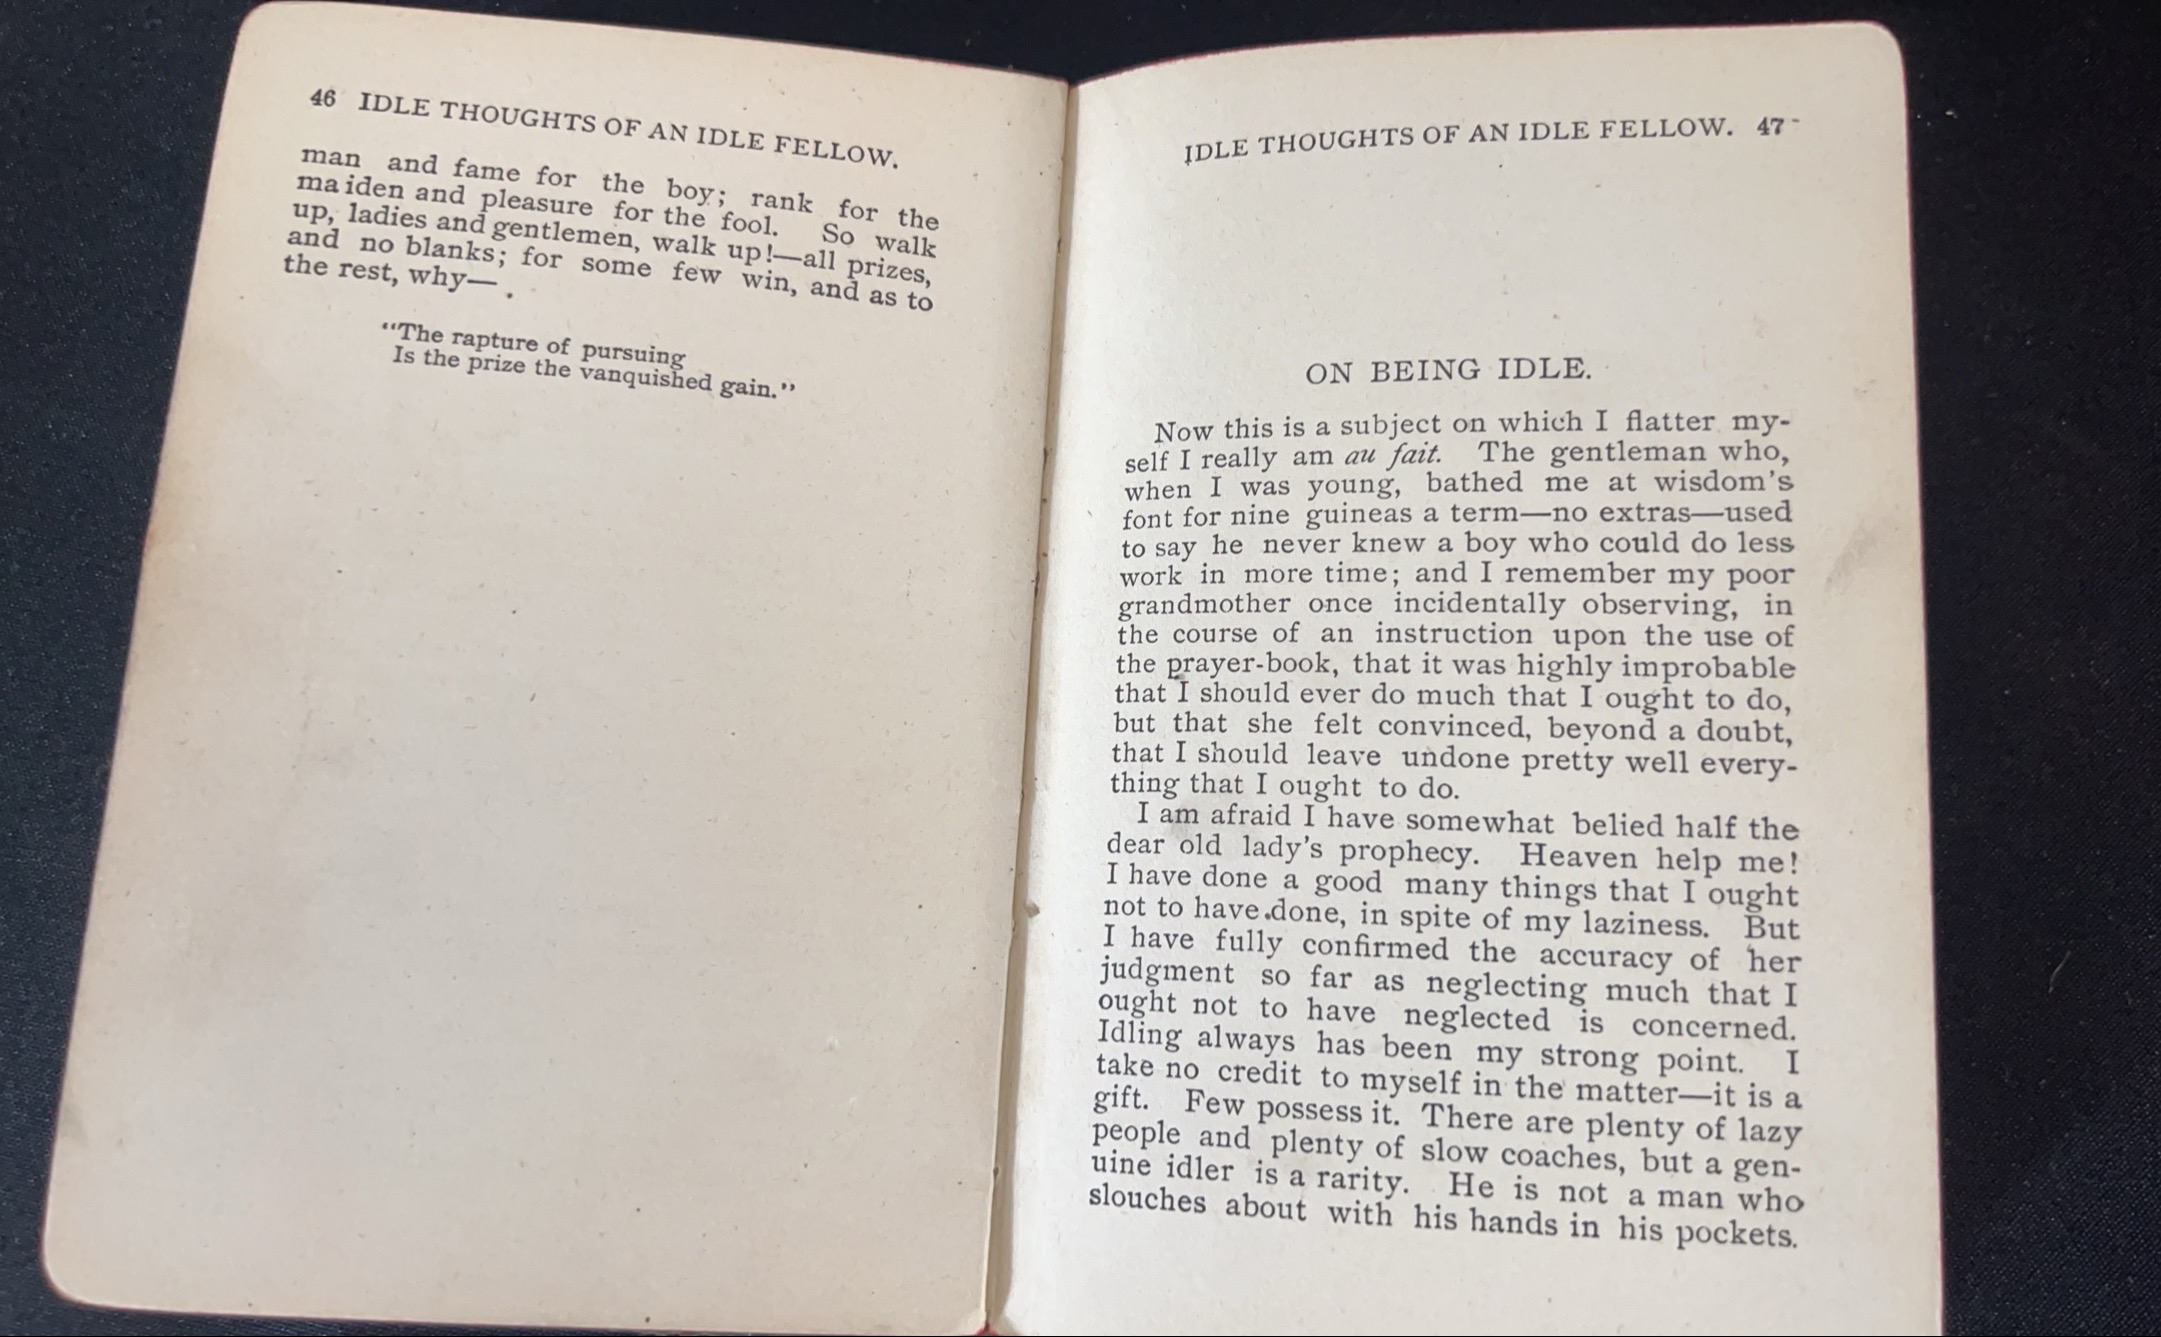 46 IDLE THOUGHTS OF AN IDLE FELLOW.
man and fame for the boy; rank for the
maiden and pleasure for the fool. So walk
up, ladies and gentlemen, walk up!—all prizes,
and no blanks; for some few win, and as to
the rest, why—
“The rapture of pursuing
Is the prize the vanquished gain.”
IDLE THOUGHTS OF AN IDLE FELLOW. 47
ON BEING IDLE.
Now this is a subject on which I flatter my-
self I really am au fait. The gentleman who,
when I was young, bathed me at wisdom’s
font for nine guineas a term—no extras—used
to say he never knew a boy who could do less
work in more time; and I remember my poor
grandmother once incidentally observing, in
the course of an instruction upon the use of
the prayer-book, that it was highly improbable
that I should ever do much that I ought to do,
but that she felt convinced, beyond a doubt,
that I should leave undone pretty well every-
thing that I ought to do.
I am afraid I have somewhat belied half the
dear old lady’s prophecy. Heaven help me!
I have done a good many things that I ought
not to have done, in spite of my laziness. But
I have fully confirmed the accuracy of her
judgment so far as neglecting much that I
ought not to have neglected is concerned.
Idling always has been my strong point. I
take no credit to myself in the matter—it is a
gift. Few possess it. There are plenty of lazy
people and plenty of slow coaches, but a gen-
uine idler is a rarity. He is not a man who
slouches about with his hands in his pockets.